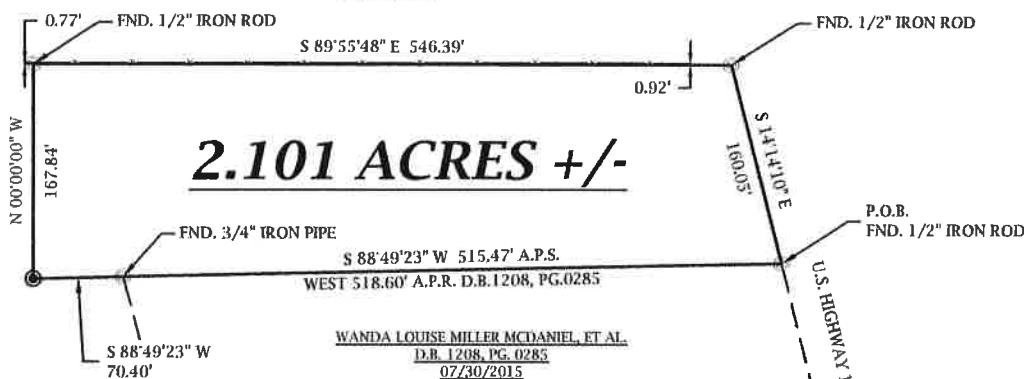 0.77'
FND. 1/2" IRON ROD
S 89°55'48" E 546.39'
FND. 1/2" IRON ROD
0.92'
N 00°00'00" W
167.84'
2.101 ACRES +/-
S 14°14'10" E
160.03'
P.O.B.
FND. 1/2" IRON ROD
FND. 3/4" IRON PIPE
S 88°49'23" W 515.47' A.P.S.
WEST 518.60' A.P.R. D.B.1208, PG.0285
U.S. HIGHWAY
S 88°49'23" W
70.40'
WANDA LOUISE MILLER MCDANIEL, ET AL.
D.B. 1208, PG. 0285
07/30/2015